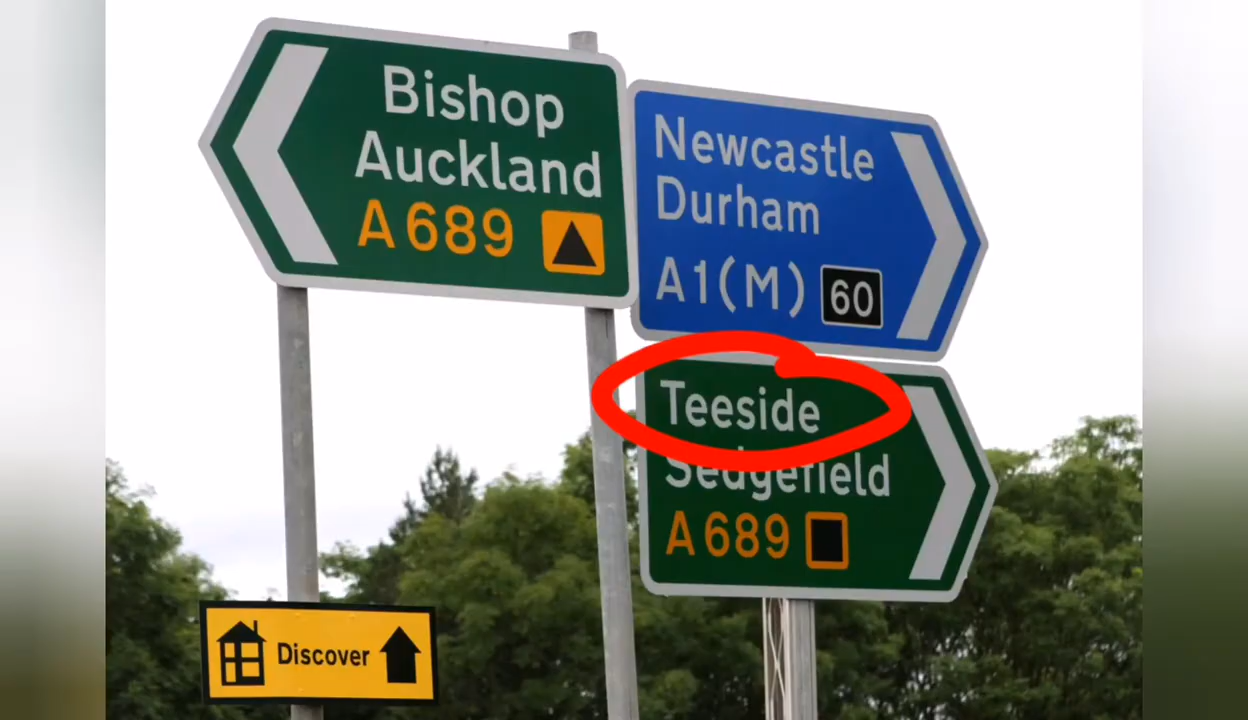 Bishop
Auckland
A689
Newcastle
Durham
A1(M) 60
Teeside
Sedgefield
A689
Discover